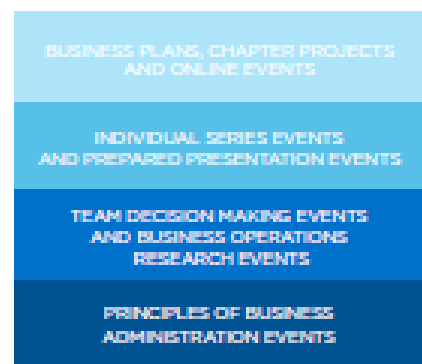 BUSINESS PLANS, CHAPTER PROJECTS
AND ONLINE EVENTS
INDIVIDUAL SERIES EVENTS
AND PREPARED PRESENTATION EVENTS
TEAM DECISION MAKING EVENTS
AND BUSINESS OPERATIONS
RESEARCH EVENTS
PRINCIPLES OF BUSINESS
ADMINISTRATION EVENTS